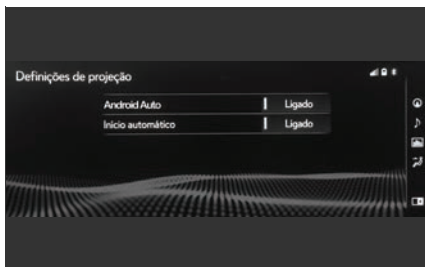 Definições de projeção
Android Auto
Ligado
Início automático
Ligado